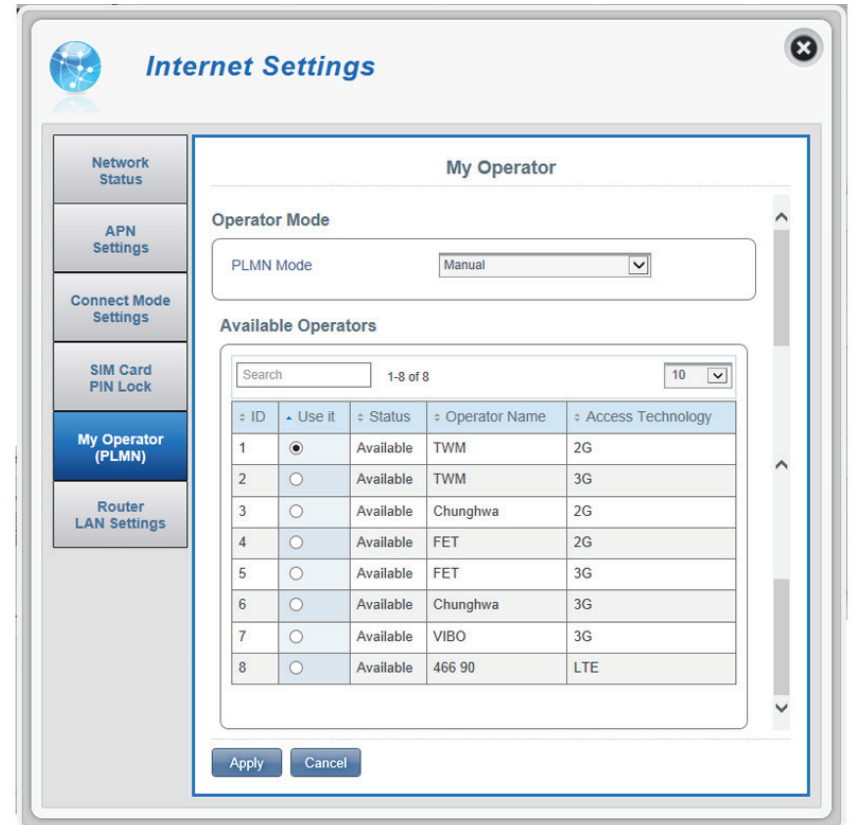 Internet Settings
Network
Status
APN
Settings
Connect Mode
Settings
SIM Card
PIN Lock
My Operator
(PLMN)
Router
LAN Settings
My Operator
Operator Mode
PLMN Mode Manual
Available Operators
Search 1-8 of 8 10
ID Use it Status Operator Name Access Technology
1 Available TWM 2G
2 Available TWM 3G
3 Available Chunghwa 2G
4 Available FET 2G
5 Available FET 3G
6 Available Chunghwa 3G
7 Available VIBO 3G
8 Available 466 90 LTE
Apply Cancel